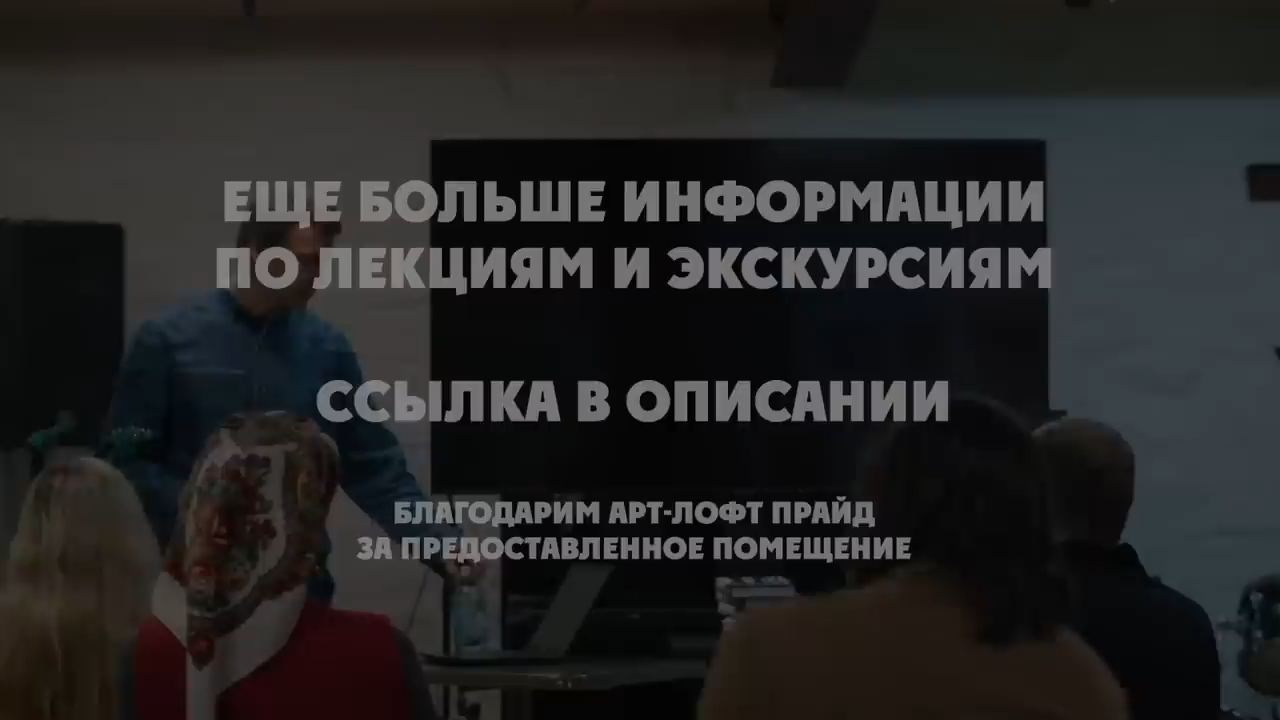 ЕЩЕ БОЛЬШЕ ИНФОРМАЦИИ
ПО ЛЕКЦИЯМ И ЭКСКУРСИЯМ
ССЫЛКА В ОПИСАНИИ
БЛАГОДАРИМ АРТ-ЛОФТ ПРАЙД
ЗА ПРЕДОСТАВЛЕННОЕ ПОМЕЩЕНИЕ